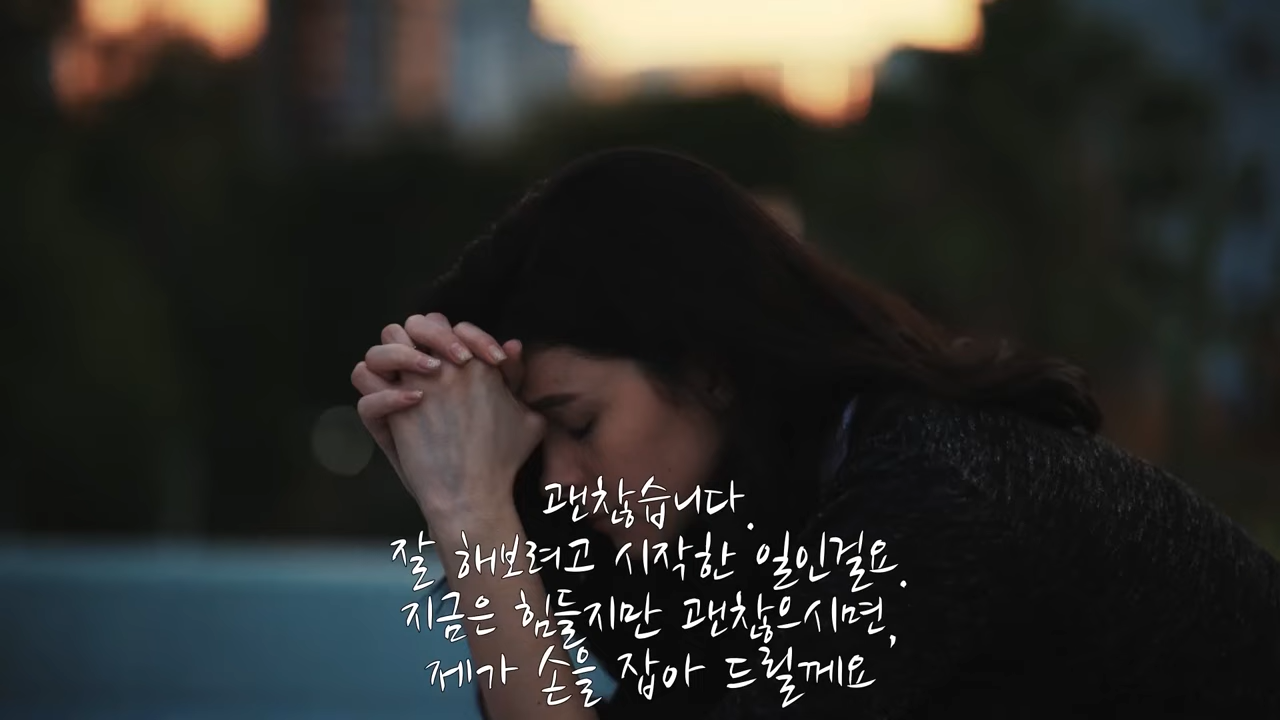 괜찮습니다.
잘 해보려고 시작한 일인걸요.
지금은 힘들지만 괜찮으시면,
제가 손을 잡아 드릴께요